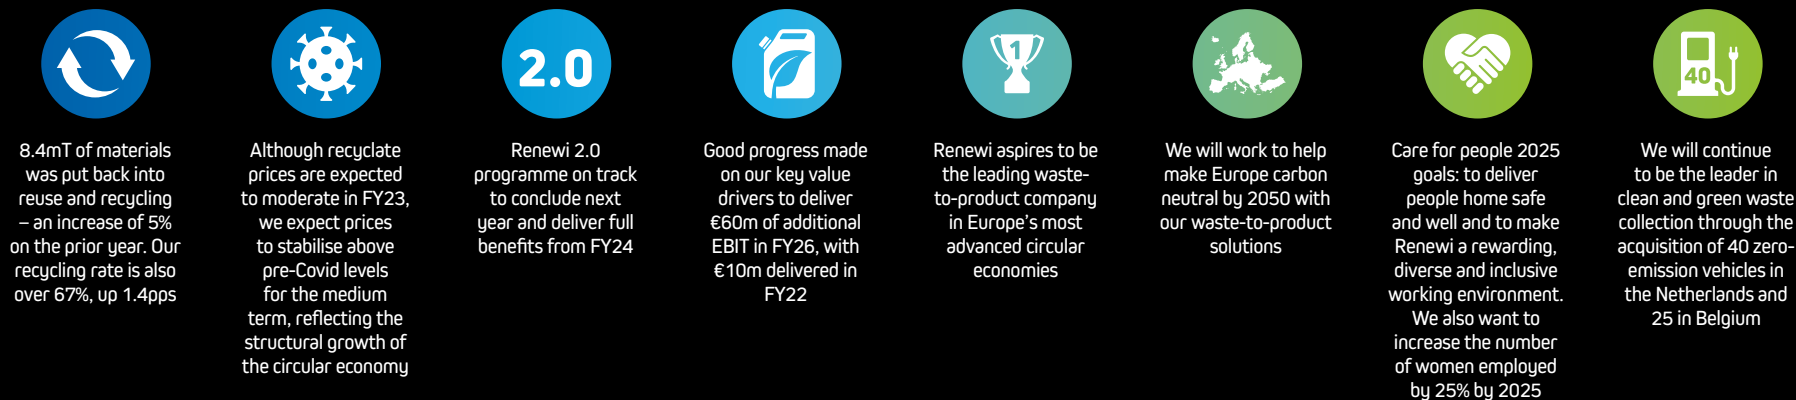 8.4mT of materials
was put back into
reuse and recycling
– an increase of 5%
on the prior year. Our
recycling rate is also
over 67%, up 1.4pps
Although recyclate
prices are expected
to moderate in FY23,
we expect prices
to stabilise above
pre-Covid levels
for the medium
term, reflecting the
structural growth of
the circular economy
2.0
Renewi 2.0
programme on track
to conclude next
year and deliver full
benefits from FY24
Good progress made
on our key value
drivers to deliver
€60m of additional
EBIT in FY26, with
€10m delivered in
FY22
1
Renewi aspires to be
the leading waste-
to-product company
in Europe’s most
advanced circular
economies
We will work to help
make Europe carbon
neutral by 2050 with
our waste-to-product
solutions
Care for people 2025
goals: to deliver
people home safe
and well and to make
Renewi a rewarding,
diverse and inclusive
working environment.
We also want to
increase the number
of women employed
by 25% by 2025
40
We will continue
to be the leader in
clean and green waste
collection through the
acquisition of 40 zero-
emission vehicles in
the Netherlands and
25 in Belgium